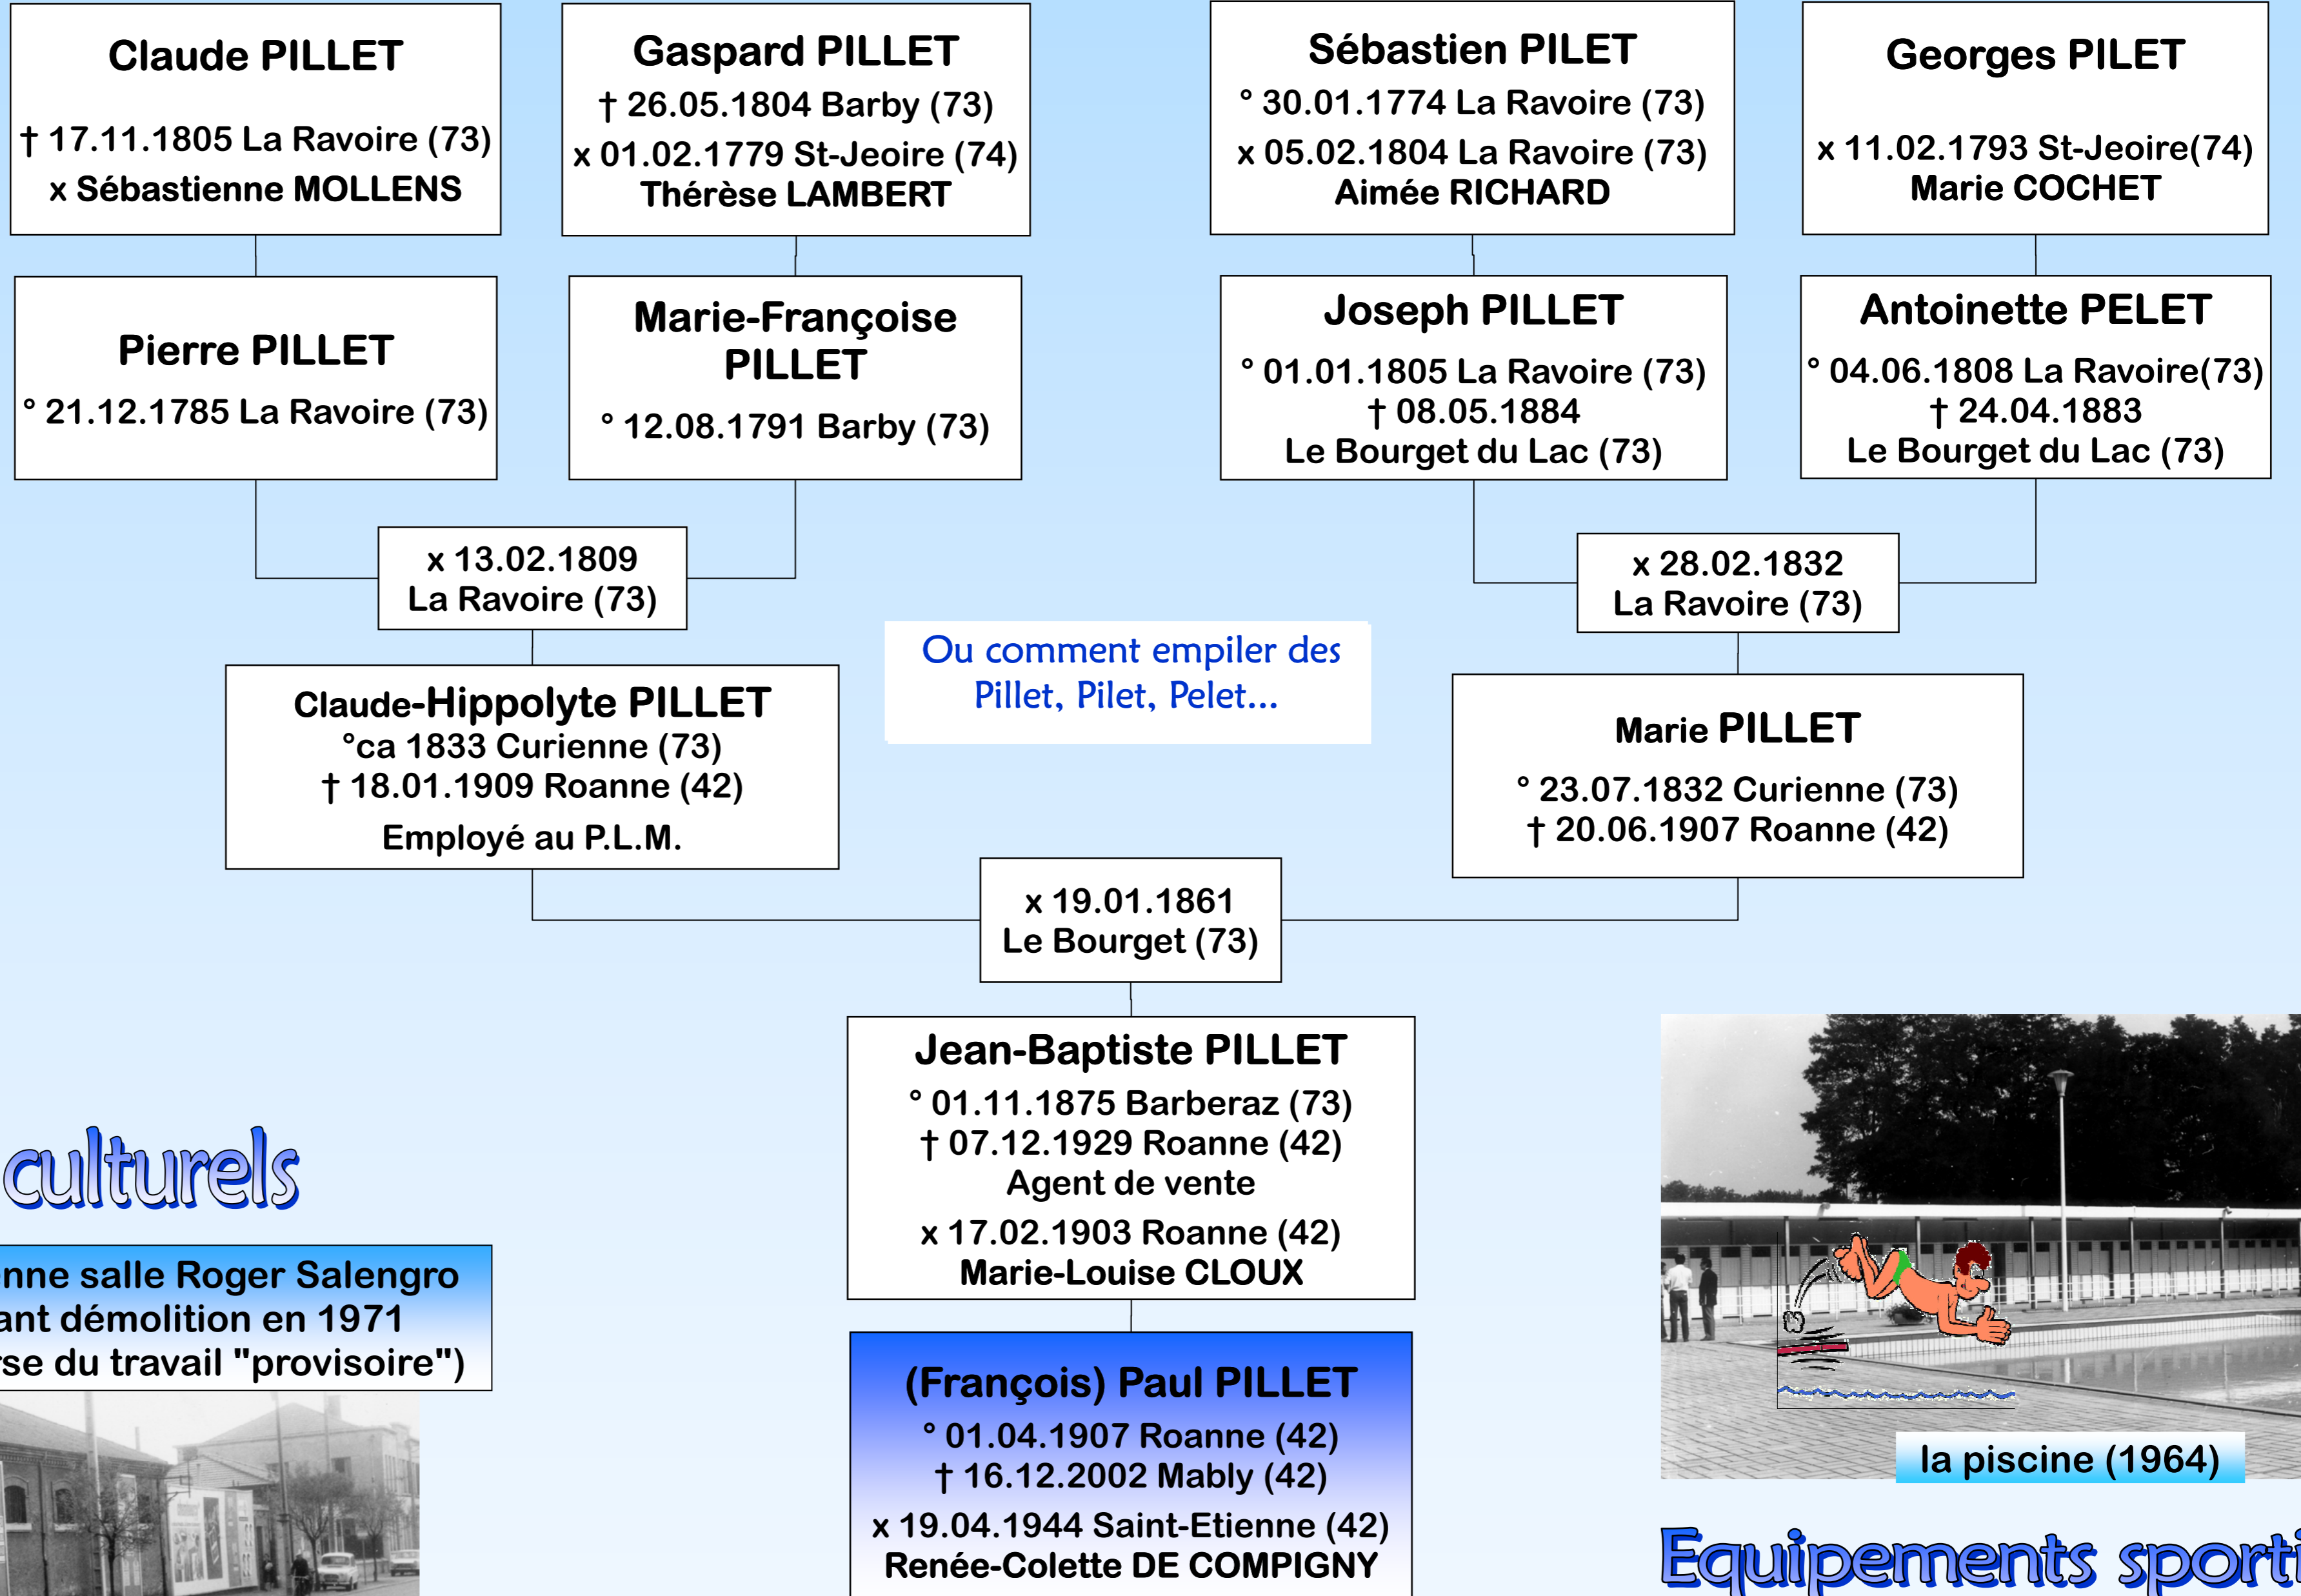 Claude PILLET
† 17.11.1805 La Ravoire (73)
x Sébastienne MOLLENS
Gaspard PILLET
† 26.05.1804 Barby (73)
x 01.02.1779 St-Jeoire (74)
Thérèse LAMBERT
Sébastien PILET
° 30.01.1774 La Ravoire (73)
x 05.02.1804 La Ravoire (73)
Aimée RICHARD
Georges PILET
x 11.02.1793 St-Jeoire(74)
Marie COCHET
Pierre PILLET
° 21.12.1785 La Ravoire (73)
Marie-Françoise
PILLET
° 12.08.1791 Barby (73)
Joseph PILLET
° 01.01.1805 La Ravoire (73)
† 08.05.1884
Le Bourget du Lac (73)
Antoinette PELET
° 04.06.1808 La Ravoire(73)
† 24.04.1883
Le Bourget du Lac (73)
x 13.02.1809
La Ravoire (73)
x 28.02.1832
La Ravoire (73)
Ou comment empiler des
Pillet, Pilet, Pelet...
Claude-Hippolyte PILLET
°ca 1833 Curienne (73)
† 18.01.1909 Roanne (42)
Employé au P.L.M.
Marie PILLET
° 23.07.1832 Curienne (73)
† 20.06.1907 Roanne (42)
x 19.01.1861
Le Bourget (73)
Jean-Baptiste PILLET
° 01.11.1875 Barberaz (73)
† 07.12.1929 Roanne (42)
Agent de vente
x 17.02.1903 Roanne (42)
Marie-Louise CLOUX
culturels
nne salle Roger Salengro
ant démolition en 1971
rse du travail "provisoire")
(François) Paul PILLET
° 01.04.1907 Roanne (42)
† 16.12.2002 Mably (42)
x 19.04.1944 Saint-Etienne (42)
Renée-Colette DE COMPIGNY
la piscine (1964)
Equipements sporti